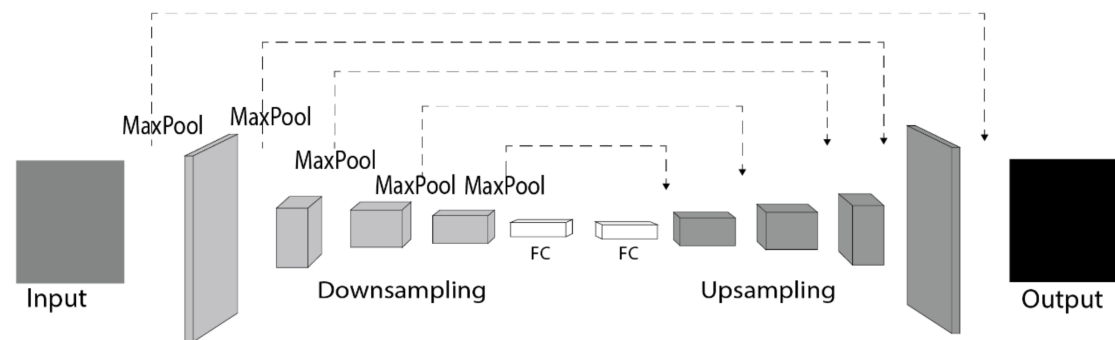 MaxPool
MaxPool
MaxPool
MaxPool
MaxPool
FC
FC
Input
Downsampling
Upsampling
Output